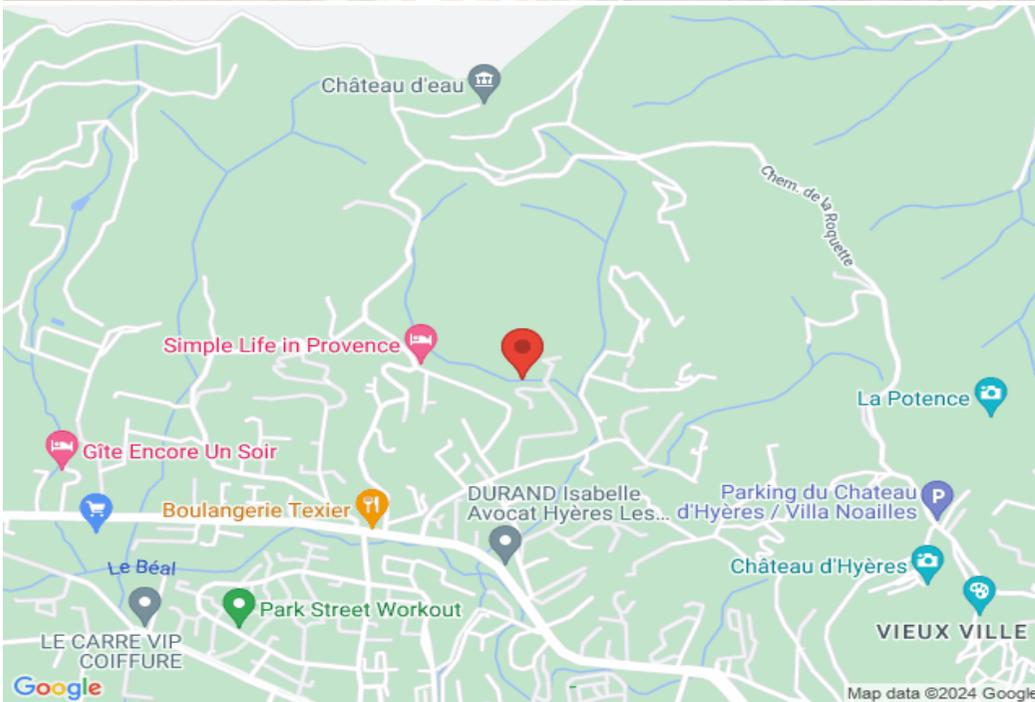 Château d'eau
Chem. de la Roquette
Simple Life in Provence
La Potence
Gîte Encore Un Soir
DURAND Isabelle
Avocat Hyères Les...
Parking du Chateau
d'Hyères / Villa Noailles
P
Boulangerie Texier
Le Béal
Château d'Hyères
Park Street Workout
LE CARRE VIP
COIFFURE
VIEUX VILLE
Google
Map data ©2024 Google